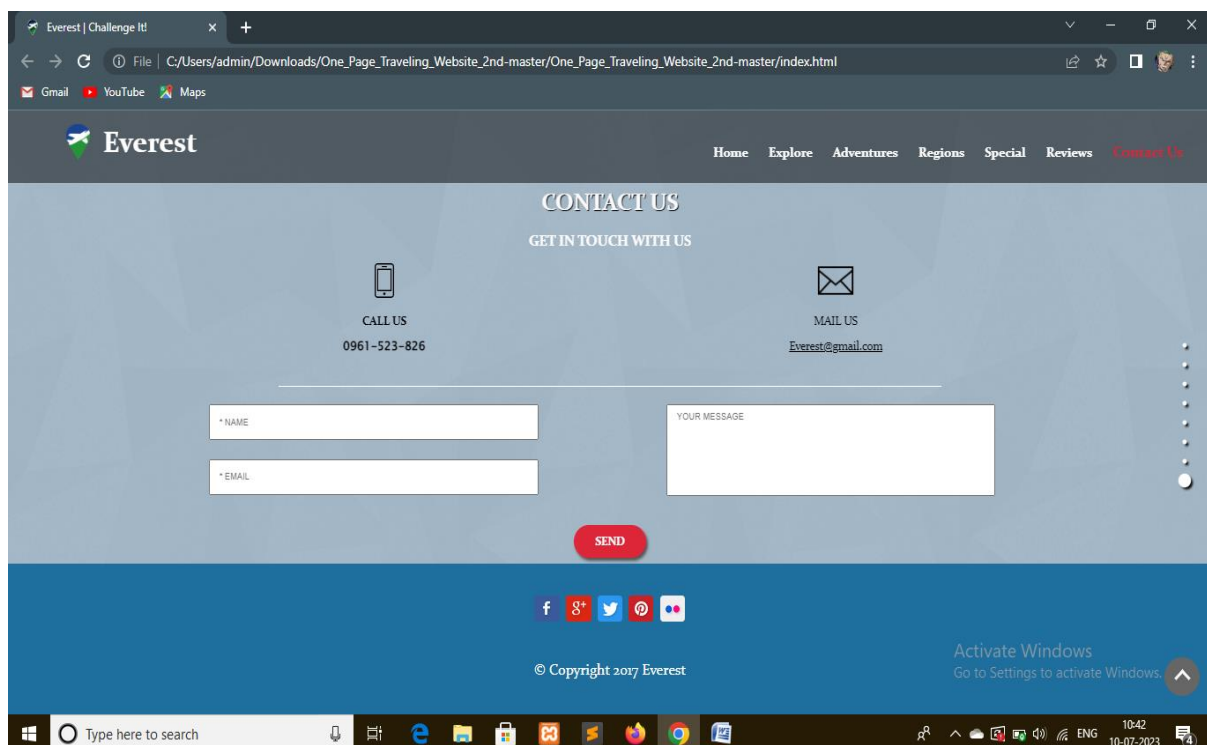 Everest | Challenge It!
File | C:/Users/admin/Downloads/One_Page_Traveling_Website_2nd-master/One_Page_Traveling_Website_2nd-master/index.html
Gmail YouTube Maps
Everest
Home Explore Adventures Regions Special Reviews Contact Us
CONTACT US
GET IN TOUCH WITH US
CALL US
0961-523-826
MAIL US
Everest@gmail.com
* NAME
YOUR MESSAGE
* EMAIL
SEND
f g+
© Copyright 2017 Everest
Activate Windows
Go to Settings to activate Windows.
Type here to search
ENG
10:42
10-07-2023
4